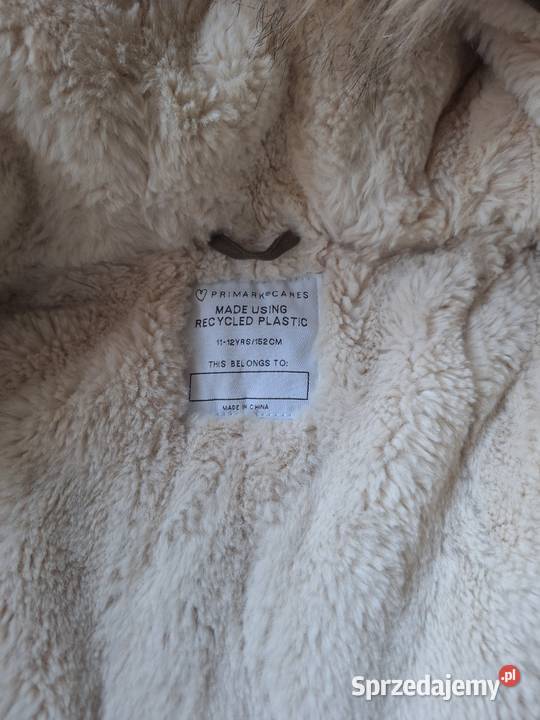 PRIMARK®CARES
MADE USING
RECYCLED PLASTIC
11-12YRS/152CM
THIS BELONGS TO:
MADE IN CHINA
Sprzedajemy.pl